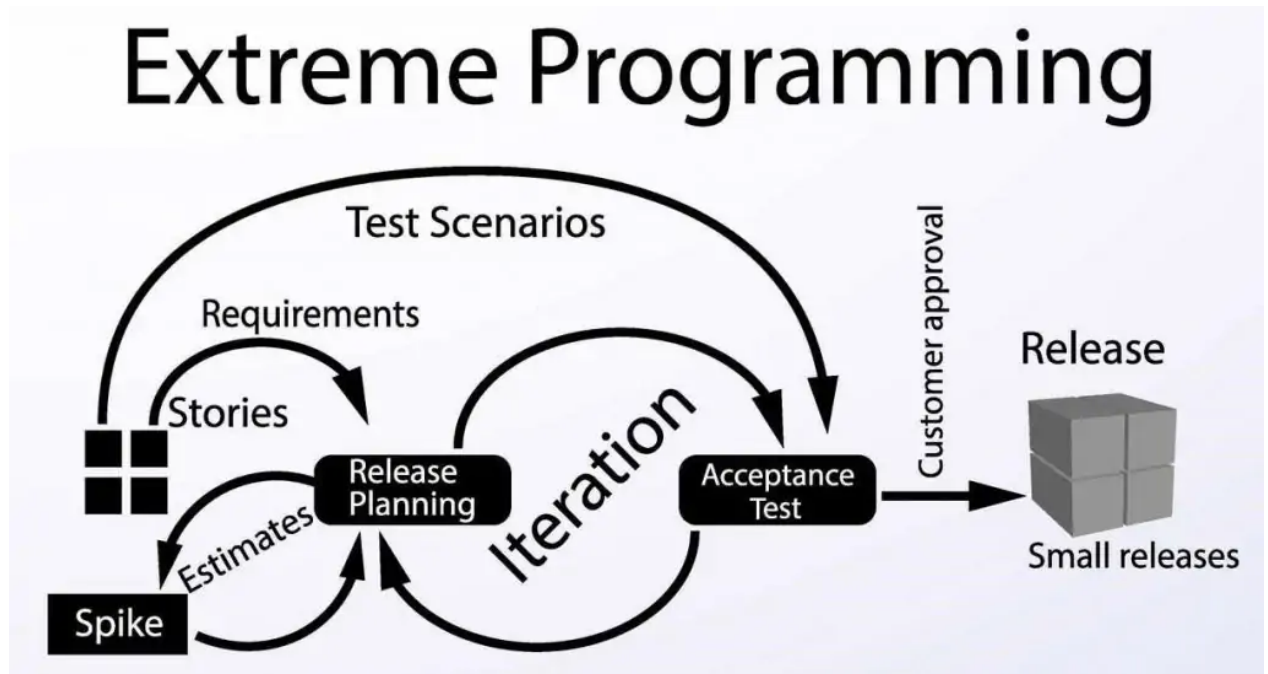 Extreme Programming
Test Scenarios
Requirements
Stories
Release
Planning
Estimates
Spike
Iteration
Acceptance
Test
Customer approval
Release
Small releases